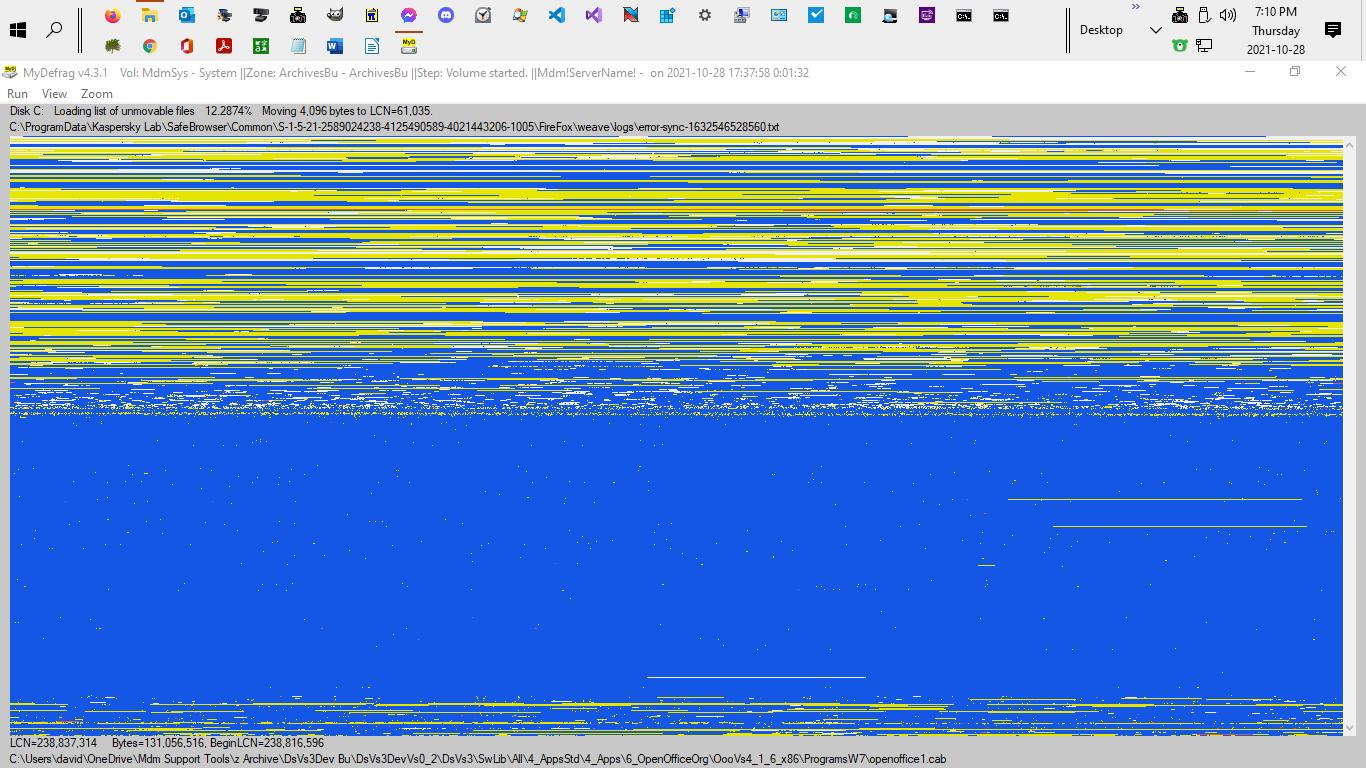 7:10 PM
Desktop
Thursday
2021-10-28
MyDefrag v4.3.1 Vol: MdmSys - System ||Zone: ArchivesBu - ArchivesBu ||Step: Volume started. ||Mdm!ServerName! - on 2021-10-28 17:37:58 0:01:32
Run View Zoom
Disk C: Loading list of unmovable files 12.2874% Moving 4,096 bytes to LCN=61,035.
C:\ProgramData\Kaspersky Lab\SafeBrowser\Common\S-1-5-21-2589024238-4125490589-4021443206-1005\FireFox\weave\logs\error-sync-1632546528560.txt
LCN=238,837,314 Bytes=131,056,516, BeginLCN=238,816,596
C:\Users\david\OneDrive\Mdm Support Tools\z Archive\DsVs3Dev Bu\DsVs3DevVs0_2\DsVs3\SwLib\All\4_AppsStd\4_Apps\6_OpenOfficeOrg\OooVs4_1_6_x86\ProgramsW7\openoffice1.cab